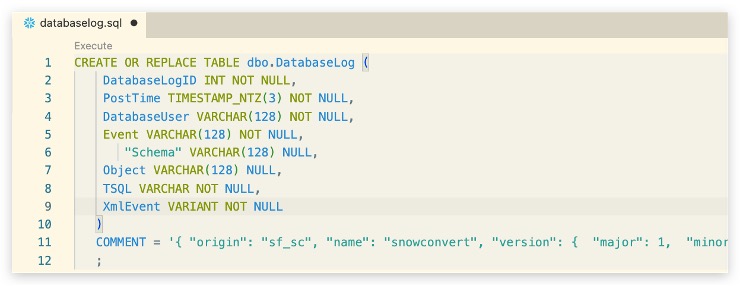 databaselog.sql
Execute
1 CREATE OR REPLACE TABLE dbo.DatabaseLog (
2 DatabaseLogID INT NOT NULL,
3 PostTime TIMESTAMP_NTZ(3) NOT NULL,
4 DatabaseUser VARCHAR(128) NOT NULL,
5 Event VARCHAR(128) NOT NULL,
6 "Schema" VARCHAR(128) NULL,
7 Object VARCHAR(128) NULL,
8 TSQL VARCHAR NOT NULL,
9 XmlEvent VARIANT NOT NULL
10 )
11 COMMENT = '{ "origin": "sf_sc", "name": "snowconvert", "version": {  "major": 1,  "minor
12 ;